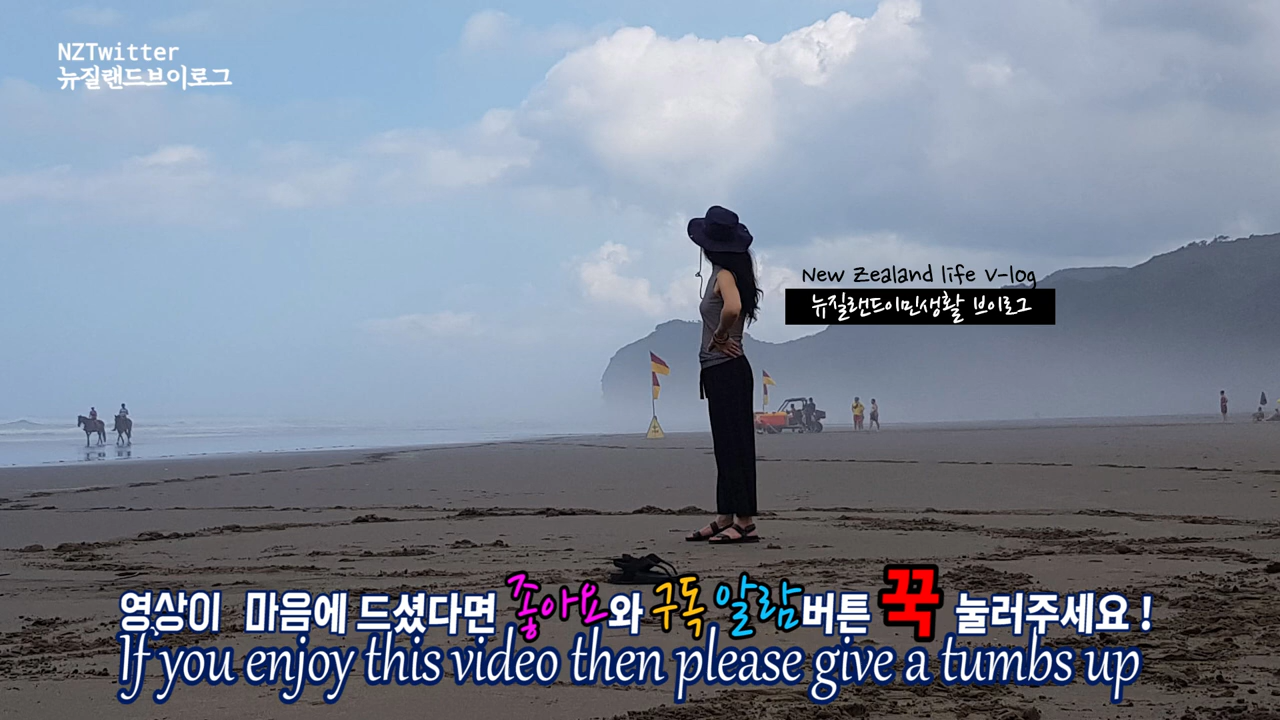 NZTwitter
뉴질랜드브이로그
New Zealand life V-log
뉴질랜드이민생활 브이로그
영상이 마음에 드셨다면 좋아요와 구독 알람버튼 꾹 눌러주세요 !
If you enjoy this video then please give a tumbs up